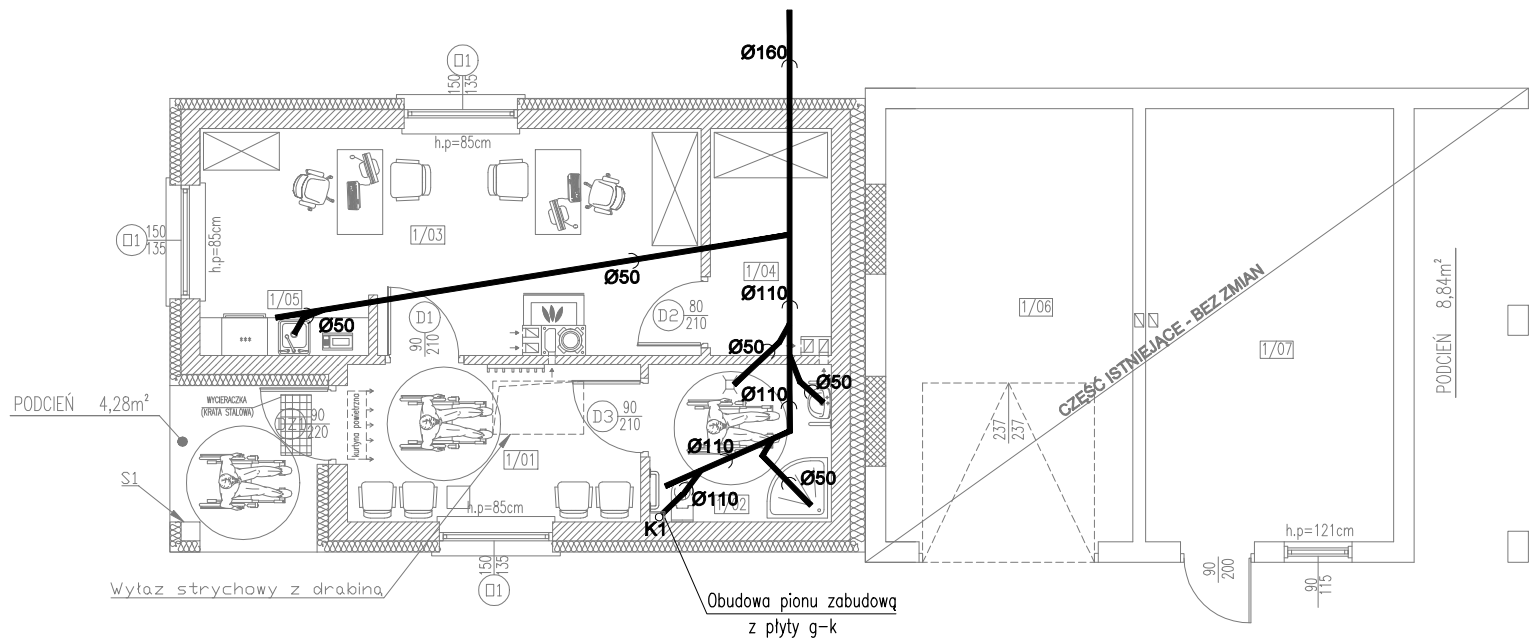 Ø160
□1
150
135
h.p=85cm
□1
150
135
h.p=85cm
1/03
1/04
Ø50
Ø110
1/05
Ø50
D1
90
210
D2
80
210
Ø50
1/06
1/07
CZĘŚĆ ISTNIEJĄCE - BEZ ZMIAN
PODCIEŃ 8,84m²
Ø50
Ø110
WYCIERACZKA
(KRATA STALOWA)
DZ1
90
220
kurtyna powietrzna
D3
90
210
237
237
PODCIEŃ 4,28m²
1/01
Ø110
Ø50
Ø110
1/02
S1
h.p=85cm
K1
h.p=121cm
150
135
□1
90
200
90
115
Wyłaz strychowy z drabiną
Obudowa pionu zabudową
z płyty g-k